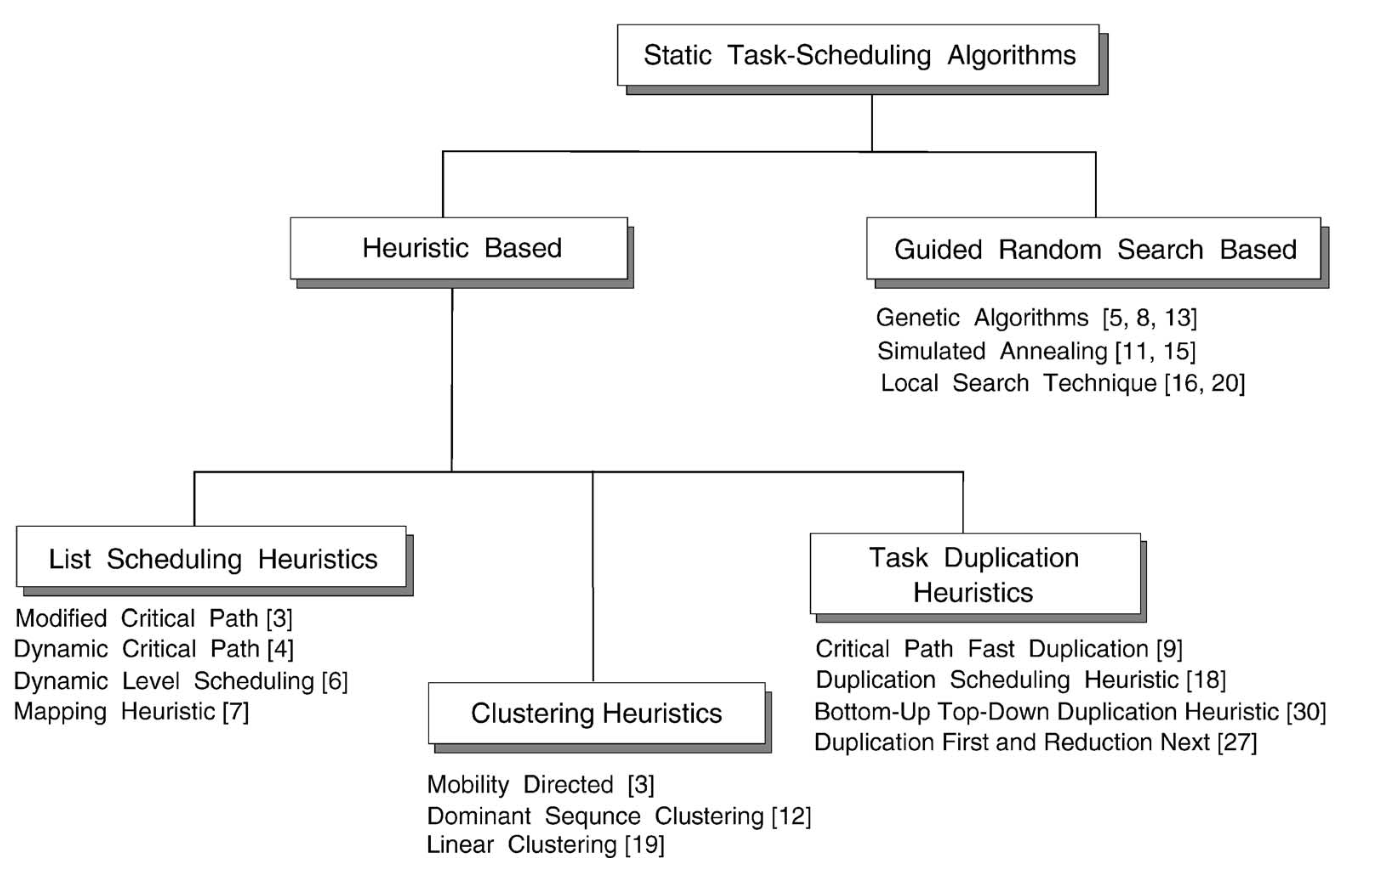 Static Task-Scheduling Algorithms
Heuristic Based
Guided Random Search Based
Genetic Algorithms [5, 8, 13]
Simulated Annealing [11, 15]
Local Search Technique [16, 20]
List Scheduling Heuristics
Modified Critical Path [3]
Dynamic Critical Path [4]
Dynamic Level Scheduling [6]
Mapping Heuristic [7]
Clustering Heuristics
Mobility Directed [3]
Dominant Sequnce Clustering [12]
Linear Clustering [19]
Task Duplication
Heuristics
Critical Path Fast Duplication [9]
Duplication Scheduling Heuristic [18]
Bottom-Up Top-Down Duplication Heuristic [30]
Duplication First and Reduction Next [27]